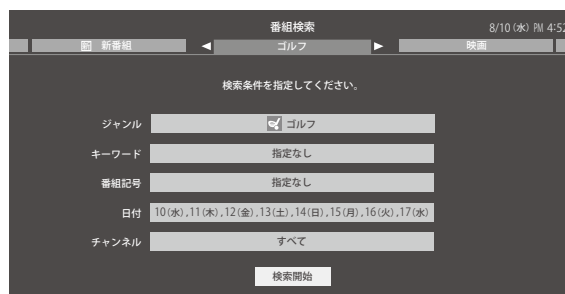 番組検索
8/10(水) PM 4:52
新 新番組 ◀ ゴルフ ▶ 映画
検索条件を指定してください。
ジャンル ゴルフ
キーワード 指定なし
番組記号 指定なし
日付 10(水),11(木),12(金),13(土),14(日),15(月),16(火),17(水)
チャンネル すべて
検索開始